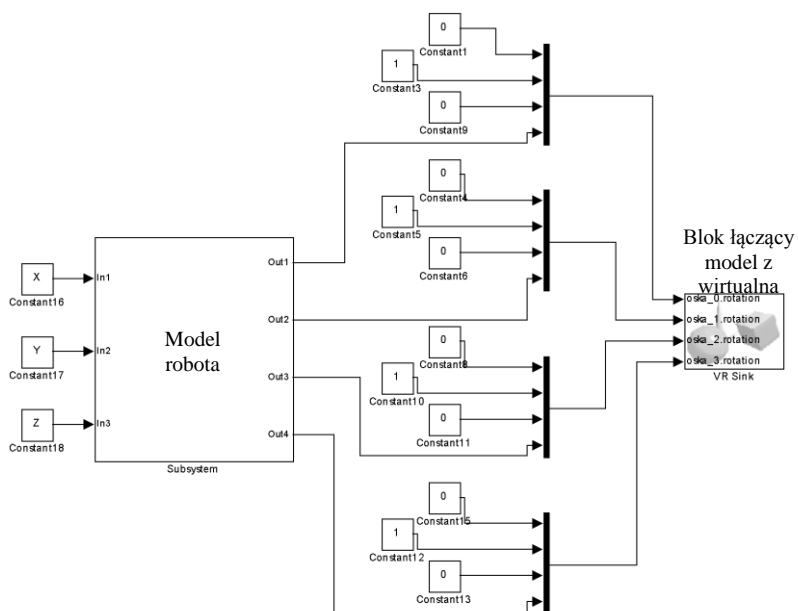 0
Constant1
1
Constant3
0
Constant9
0
Constant4
1
Constant5
0
Constant6
X
Constant16
Y
Constant17
Z
Constant18
In1
In2
In3
Model
robota
Out1
Out2
Out3
Out4
Subsystem
0
Constant8
1
Constant10
0
Constant11
0
Constant15
1
Constant12
0
Constant13
Blok łączący
model z
wirtualna
oska_0.rotation
oska_1.rotation
oska_2.rotation
oska_3.rotation
VR Sink